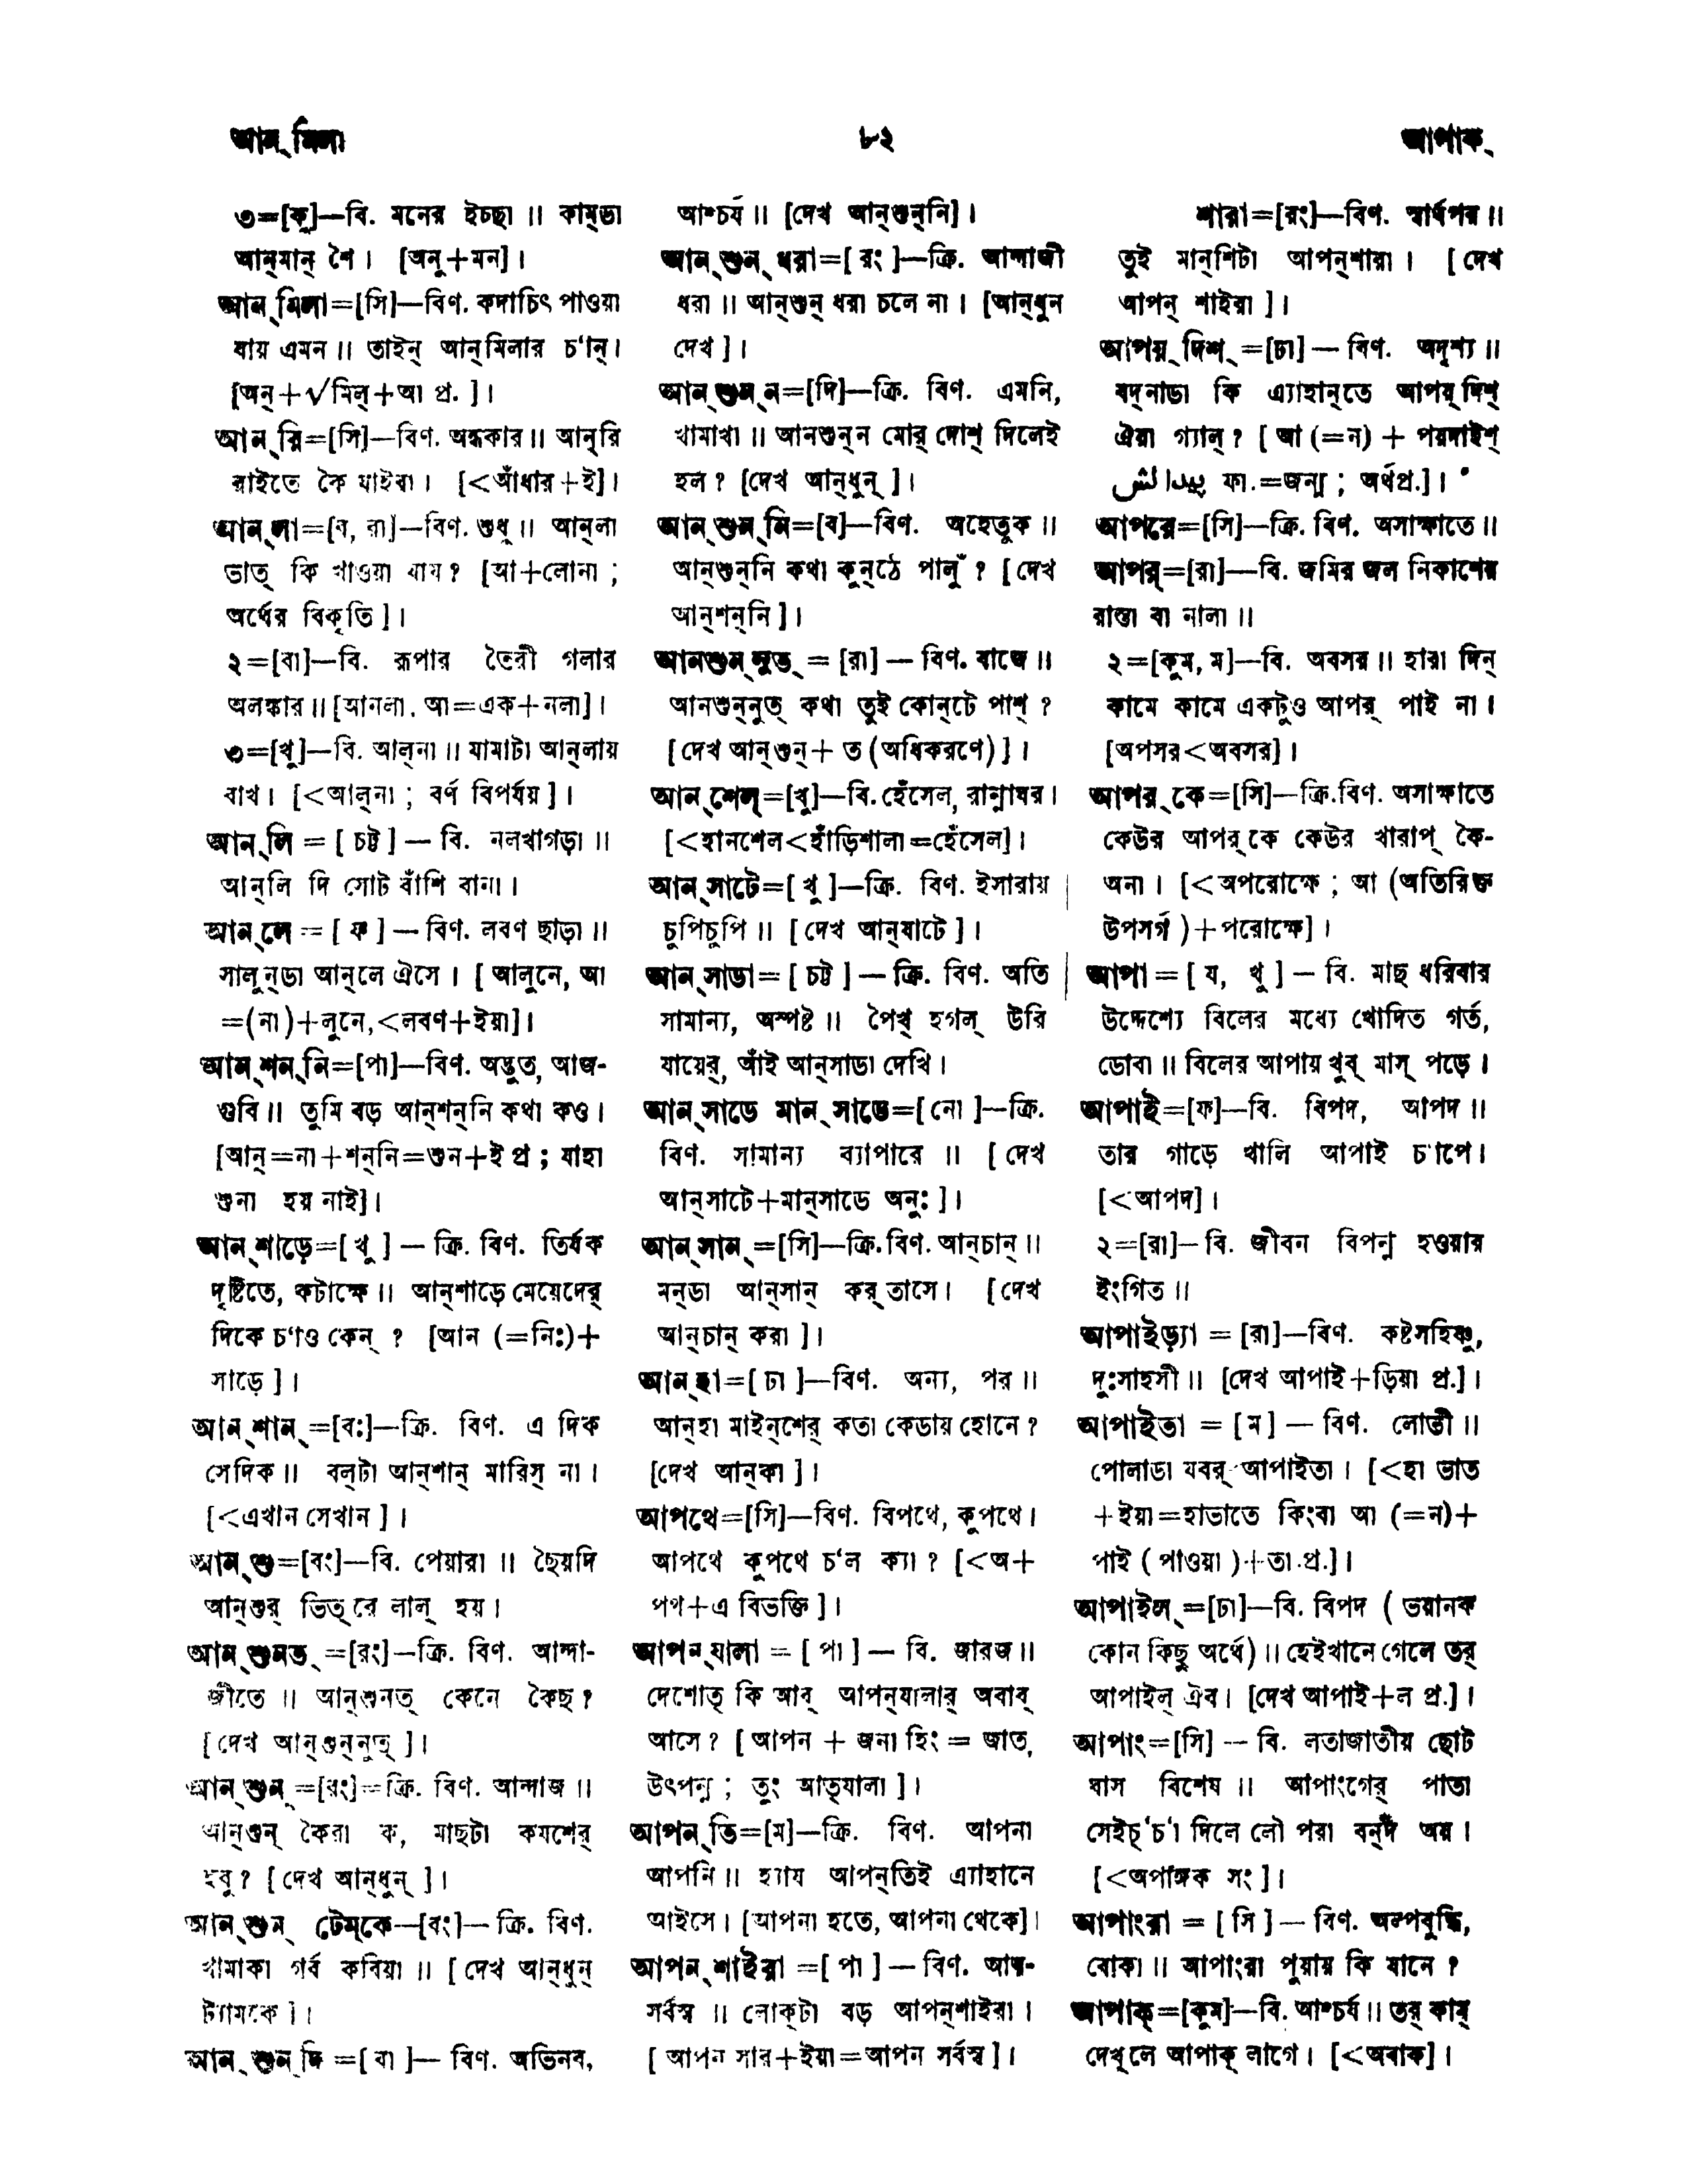 আন্‌মিলা ৮২ আপাক্‌
৩=[কু]—বি. মনের ইচছা ॥ কাম্‌ডা
আন্‌মান্‌ শৈ। [অনু+মন]।
আন্‌মিলা=[সি]—বিণ. কদাচিৎ পাওয়া
যায় এমন ॥ তাইন্‌ আন্‌মিলার চ‘ান্‌।
[অন্‌+√মিল্‌+আ প্র. ]।
আন্‌রি=[সি]—বিণ. অন্ধকার ॥ আন্‌রি
রাইতে কৈ যাইবা। [<আঁধার+ই]।
আন্‌লা=[ব, রা]—বিণ. শুধু ॥ আন্‌লা
ভাত্‌ কি খাওয়া যায়? [আ+লোনা ;
অর্থের বিকৃতি]।
২=[বা]—বি. রূপার তৈরী গলার
অলঙ্কার ॥ [আনলা. আ=এক+নলা]।
৩=[খু]—বি. আল্‌না ॥ মামাটা আন্‌লায়
রাখ। [<আল্‌না ; বর্ণ বিপর্যয় ]।
আন্‌লি = [ চট্ট ] — বি. নলখাগড়া ॥
আন্‌লি দি সোট বাঁশি বানা।
আন্‌লে = [ ফ ] — বিণ. লবণ ছাড়া ॥
সালুন্‌ডা আন্‌লে ঐসে। [ আলুনে, আ
=(না)+লুনে,<লবণ+ইয়া]।
আন্‌শন্‌নি=[পা]—বিণ. অদ্ভুত, আজ-
গুবি ॥ তুমি বড় আন্‌শন্‌নি কথা কও।
[আন্‌=না+শন্‌নি=শুন+ই প্র ; যাহা
শুনা হয় নাই]।
আন্‌শাড়ে=[ খু ] — ক্রি. বিণ. তির্যক
দৃষ্টিতে, কটাক্ষে ॥ আন্‌শাড়ে মেয়েদের্‌
দিকে চ‘াও কেন্‌ ? [আন (=নিঃ)+
সাড়ে ]।
আন্‌শান্‌=[বঃ]—ক্রি. বিণ. এ দিক
সেদিক ॥ বল্‌টা আন্‌শান্‌ মারিস্‌ না।
[<এখান সেখান ]।
আন্‌শু=[বং]—বি. পেয়ারা ॥ ছৈয়দি
আন্‌শুর্‌ ভিত্‌রে লাল্‌ হয়।
আন্‌শুনত্‌=[রং]—ক্রি. বিণ. আন্দা-
জীতে ॥ আন্‌শুনত্‌ কেনে কৈছ?
[ দেখ আন্‌শুন্‌নুত্‌ ]।
আন্‌শুন্‌=[রং]=ক্রি. বিণ. আন্দাজ ॥
আন্‌শুন্‌ কৈরা ক, মাছটা কয়শের্‌
হবু? [ দেখ আন্‌ধুন্‌ ]।
আন্‌শুন্‌ টেম্‌কে—[বং]—ক্রি. বিণ.
খামাকা গর্ব করিয়া ॥ [ দেখ আন্‌ধুন্‌
ট্যামকে ]।
আন্‌শুন্‌দি =[ বা ]— বিণ. অভিনব,
আশ্চর্য ॥ [দেখ আন্‌শুন্‌নি]।
আন্‌শুন্‌ ধরা=[ রং ]—ক্রি. আন্দাজী
ধরা ॥ আন্‌শুন্‌ ধরা চলে না। [আন্‌ধুন
দেখ ]।
আন্‌শুন্‌ন=[দি]—ক্রি. বিণ. এমনি,
খামাখা ॥ আনশুন্‌ন মোর্‌ দোশ্‌ দিলেই
হল? [দেখ আন্‌ধুন্‌ ]।
আন্‌শুন্‌নি=[ব]—বিণ. অহেতুক ॥
আন্‌শুন্‌নি কথা কুন্‌ঠে পালুঁ ? [ দেখ
আন্‌শন্‌নি ]।
আনশুন্‌নুত্‌ = [রা] — বিণ. বাজে ॥
আনশুন্‌নুত্‌ কথা তুই কোন্‌টে পাশ্‌ ?
[ দেখ আন্‌শুন্‌+ ত (অধিকরণে) ]।
আন্‌শেল্‌=[খু]—বি. হেঁসেল, রান্নাঘর।
[<হানশেল<হাঁড়িশালা=হেঁসেল]।
আন্‌সাটে=[ খু ]—ক্রি. বিণ. ইসারায়
চুপিচুপি ॥ [ দেখ আন্‌ষাটে ]।
আন্‌সাডা=[ চট্ট ] — ক্রি. বিণ. অতি
সামান্য, অস্পষ্ট ॥ পৈখ্‌ হগল্‌ উরি
যায়ের্‌, আঁই আন্‌সাডা দেখি।
আন্‌সাডে মান্‌সাডে=[ নো ]—ক্রি.
বিণ. সামান্য ব্যাপারে ॥ [ দেখ
আন্‌সাটে+মান্‌সাডে অনুঃ ]।
আন্‌সান্‌=[সি]—ক্রি. বিণ. আন্‌চান্‌ ॥
মন্‌ডা আন্‌সান্‌ কর্‌তাসে। [দেখ
আন্‌চান্‌ করা ]।
আন্‌হা=[ ঢা ]—বিণ. অন্য, পর ॥
আন্‌হা মাইন্‌শের্‌ কতা কেডায় হোনে?
[দেখ আন্‌কা ]।
আপথে=[সি]—বিণ. বিপথে, কুপথে।
আপথে কুপথে চ‘ল ক্যা? [<অ+
পথ+এ বিভক্তি ]।
আপন্‌যালা = [ পা ] — বি. জারজ ॥
দেশোত্‌ কি আব্‌ আপন্‌যালার্‌ অবাব্‌
আসে? [ আপন + জনা হিং = জাত,
উৎপন্ন ; তুং আত্‌যালা ]।
আপন্‌তি=[ম]—ক্রি. বিণ. আপনা
আপনি ॥ হ্যায আপন্‌তিই এ্যাহানে
আইসে। [আপনা হতে, আপনা থেকে]।
আপন্‌শাইরা =[ পা ] — বিণ. আত্ম-
সর্বস্ব ॥ লোক্‌টা বড় আপন্‌শাইরা।
[ আপন সার+ইয়া=আপন সর্বস্ব ]।
শারা=[রং]—বিণ. স্বার্থপর ॥
তুই মান্‌শিটা আপন্‌শায়া। [ দেখ
আপন্‌ শাইরা ]।
আপয়্‌দিশ্‌ =[ঢা] — বিণ. অদৃশ্য ॥
বদ্‌নাডা কি এ্যাহান্‌তে আপয়্‌দিশ্‌
ঐয়া গ্যাল্‌? [ আ (=ন) + পয়দাইশ্‌
پیدائش ফা.=জন্ম ; অর্থপ্র.]।
আপরে=[সি]—ক্রি. বিণ. অসাক্ষাতে ॥
আপর্‌=[রা]—বি. জমির জল নিকাশের
রাস্তা বা নালা ॥
২=[কুম, ম]—বি. অবসর ॥ হারা দিন্‌
কামে কামে একটুও আপর্‌ পাই না।
[অপসর<অবসর]।
আপর্‌কে=[সি]—ক্রি.বিণ. অসাক্ষাতে
কেউর আপর্‌কে কেউর খারাপ্‌ কৈ-
অনা। [<অপরোক্ষে ; আ (অতিরিক্ত
উপসর্গ )+পরোক্ষে]।
আপা=[ য, খু ] — বি. মাছ ধরিবার
উদ্দেশ্যে বিলের মধ্যে খোদিত গর্ত,
ডোবা ॥ বিলের আপায় খুব্‌ মাস্‌ পড়ে।
আপাই=[ফ]—বি. বিপদ, আপদ ॥
তার গাড়ে খালি আপাই চ‘াপে।
[<আপদ]।
২=[রা]—বি. জীবন বিপন্ন হওয়ার
ইংগিত ॥
আপাইড়্যা = [রা]—বিণ. কষ্টসহিষ্ণু,
দুঃসাহসী ॥ [দেখ আপাই+ড়িয়া প্র.]।
আপাইতা = [ ম ] — বিণ. লোভী ॥
পোলাডা যবর্‌ আপাইতা। [<হা ভাত
+ইয়া=হাভাতে কিংবা আ (=ন)+
পাই ( পাওয়া )+তা.প্র.]।
আপাইল্‌=[ঢা]—বি. বিপদ ( ভয়ানক
কোন কিছু অর্থে) ॥ হেইখানে গেলে তর্‌
আপাইল্‌ ঐব। [দেখ আপাই+ল প্র.]।
আপাং=[সি] — বি. লতাজাতীয় ছোট
ঘাস বিশেষ ॥ আপাংগের্‌ পাতা
সেইচ্‌‘চ‘া দিলে লৌ পরা বন্‌দঁ অয়।
[<অপাঙ্গক সং ]।
আপাংরা = [ সি ] — বিণ. অল্পবুদ্ধি,
বোকা ॥ আপাংরা পুয়ায় কি যানে ?
আপাক্‌=[কুম]—বি. আশ্চর্য ॥ তর্‌ কাম্‌
দেখ্‌লে আপাক্‌ লাগে। [<অবাক]।